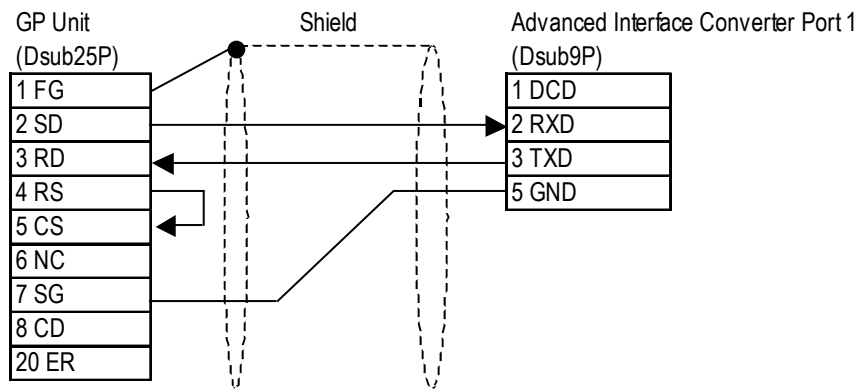 GP Unit
(Dsub25P)
Shield
Advanced Interface Converter Port 1
(Dsub9P)
1 FG
2 SD
3 RD
4 RS
5 CS
6 NC
7 SG
8 CD
20 ER
1 DCD
2 RXD
3 TXD
5 GND